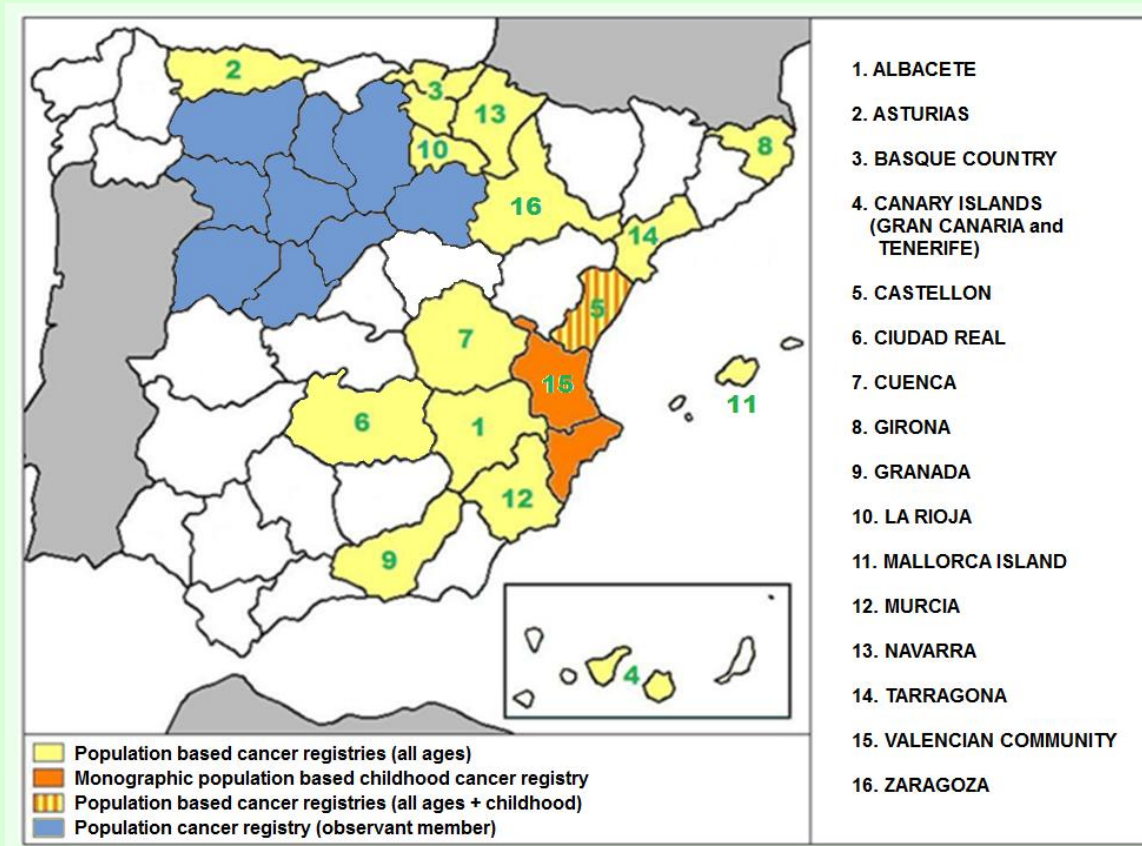 2
3
13
8
10
16
14
5
7
15
11
6
1
12
9
4
Population based cancer registries (all ages)
Monographic population based childhood cancer registry
Population based cancer registries (all ages + childhood)
Population cancer registry (observant member)
1. ALBACETE
2. ASTURIAS
3. BASQUE COUNTRY
4. CANARY ISLANDS
(GRAN CANARIA and
TENERIFE)
5. CASTELLON
6. CIUDAD REAL
7. CUENCA
8. GIRONA
9. GRANADA
10. LA RIOJA
11. MALLORCA ISLAND
12. MURCIA
13. NAVARRA
14. TARRAGONA
15. VALENCIAN COMMUNITY
16. ZARAGOZA